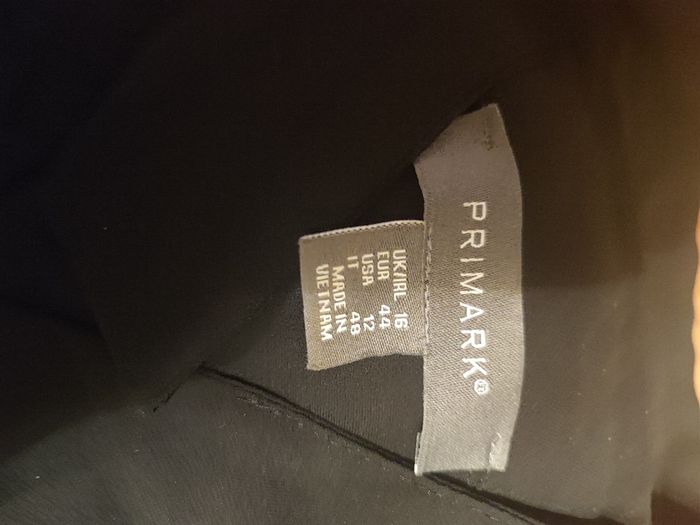 PRIMARK®
UK/IRL 16
EUR 44
USA 12
IT 48
MADE IN
VIETNAM